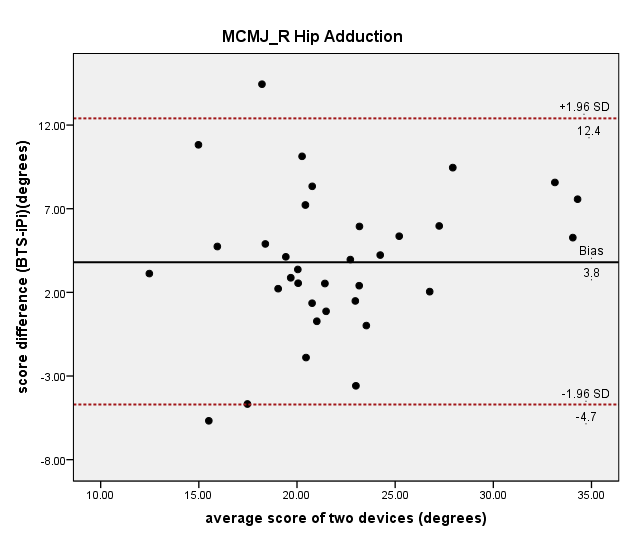 MCMJ_R Hip Adduction
score difference (BTS-iPi)(degrees)
12.00
7.00
2.00
-3.00
-8.00
+1.96 SD
12.4
Bias
3.8
-1.96 SD
-4.7
10.00 15.00 20.00 25.00 30.00 35.00
average score of two devices (degrees)